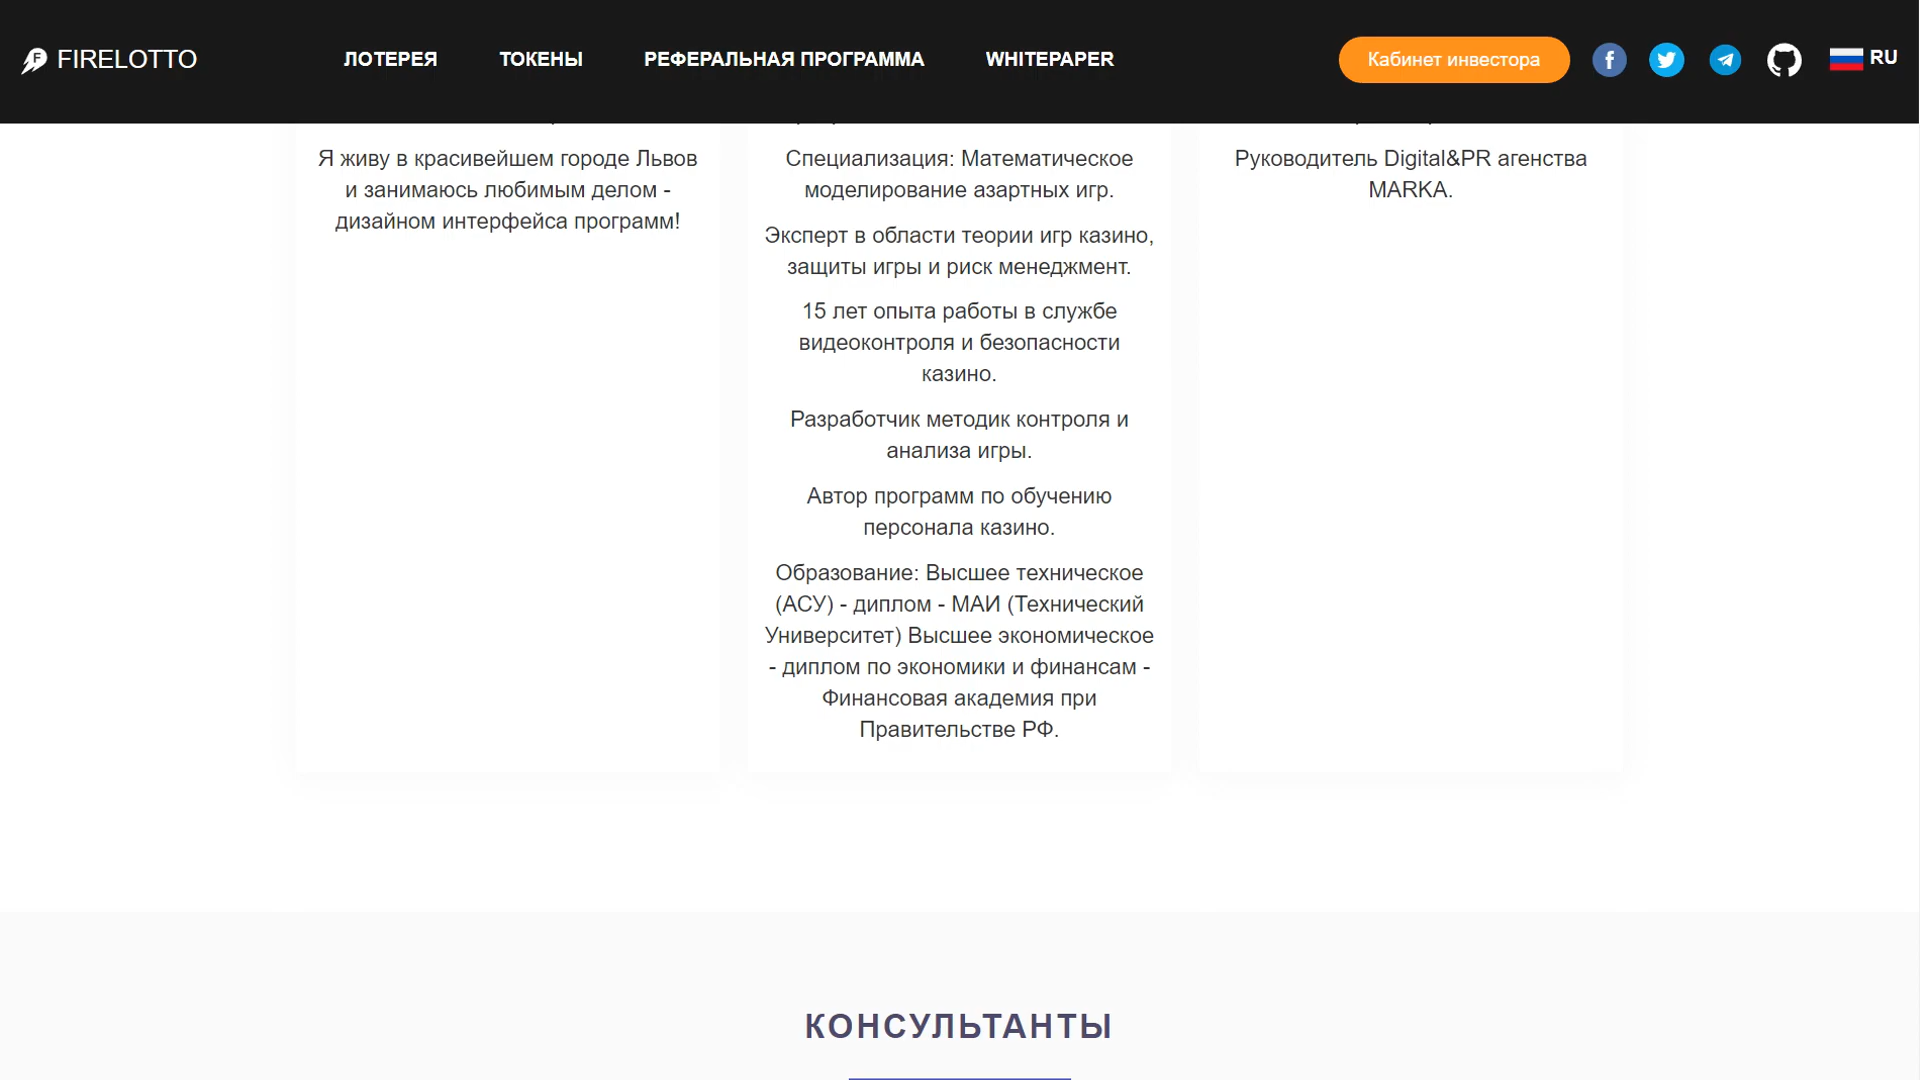 FIRELOTTO
ЛОТЕРЕЯ
ТОКЕНЫ
РЕФЕРАЛЬНАЯ ПРОГРАММА
WHITEPAPER
Кабинет инвестора
RU
Я живу в красивейшем городе Львов
и занимаюсь любимым делом -
дизайном интерфейса программ!
Специализация: Математическое
моделирование азартных игр.
Эксперт в области теории игр казино,
защиты игры и риск менеджмент.
15 лет опыта работы в службе
видеоконтроля и безопасности
казино.
Разработчик методик контроля и
анализа игры.
Автор программ по обучению
персонала казино.
Образование: Высшее техническое
(АСУ) - диплом - МАИ (Технический
Университет) Высшее экономическое
- диплом по экономики и финансам -
Финансовая академия при
Правительстве РФ.
Руководитель Digital&PR агенства
MARKA.
КОНСУЛЬТАНТЫ